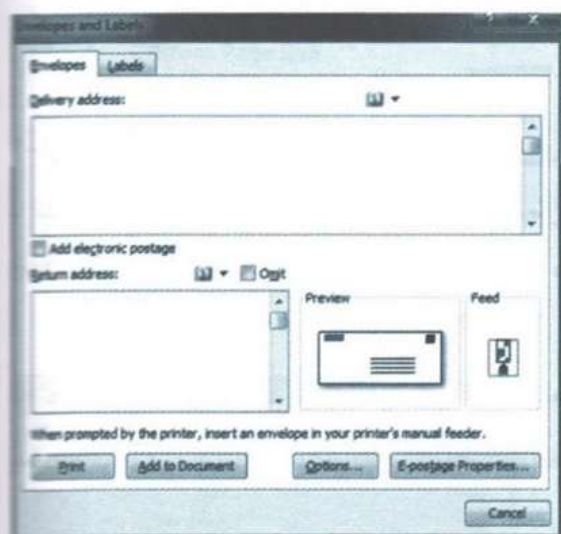 Envelopes and Labels ? X
Envelopes Labels
Delivery address:
Add electronic postage
Return address: Omit
Preview Feed
When prompted by the printer, insert an envelope in your printer's manual feeder.
Print Add to Document Options... E-postage Properties...
Cancel